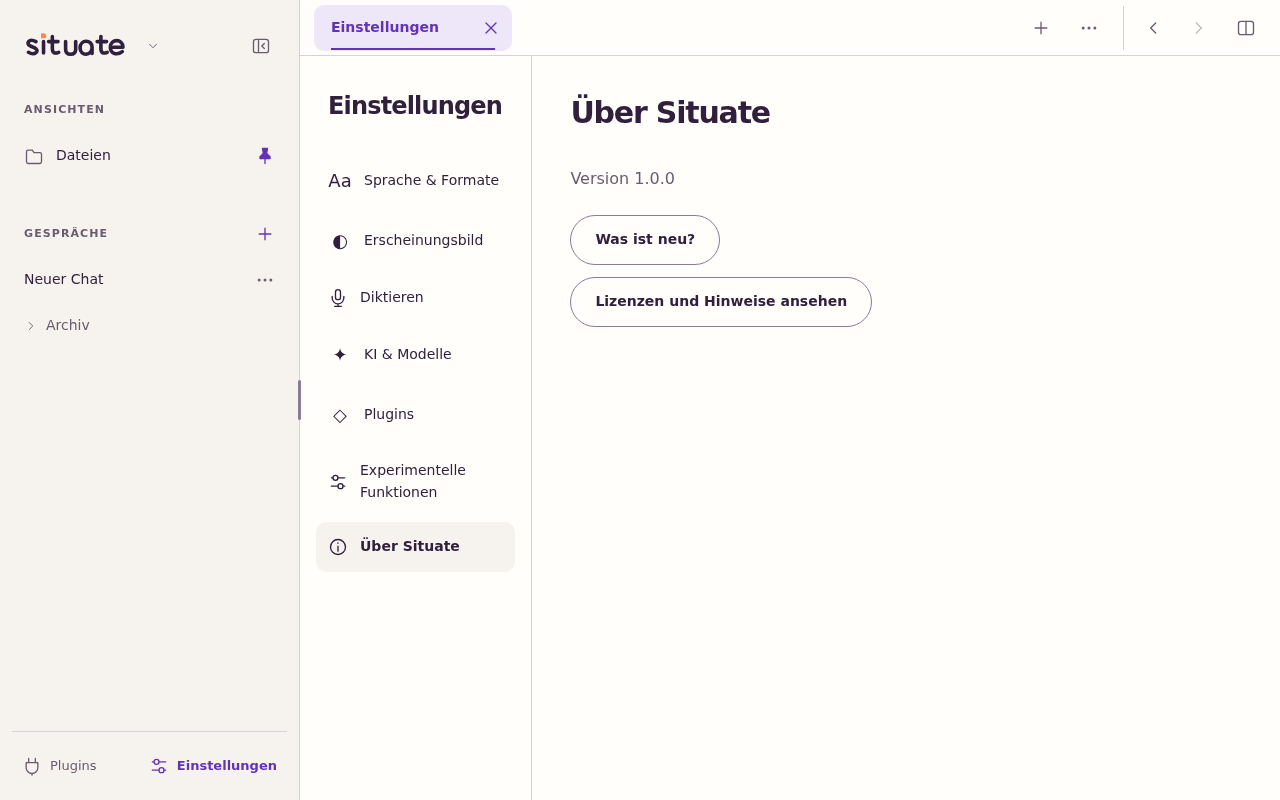 situate
ANSICHTEN
Dateien
GESPRÄCHE
Neuer Chat
Archiv
Plugins
Einstellungen
Einstellungen
Einstellungen
Aa Sprache & Formate
Erscheinungsbild
Diktieren
KI & Modelle
Plugins
Experimentelle
Funktionen
Über Situate
Über Situate
Version 1.0.0
Was ist neu?
Lizenzen und Hinweise ansehen